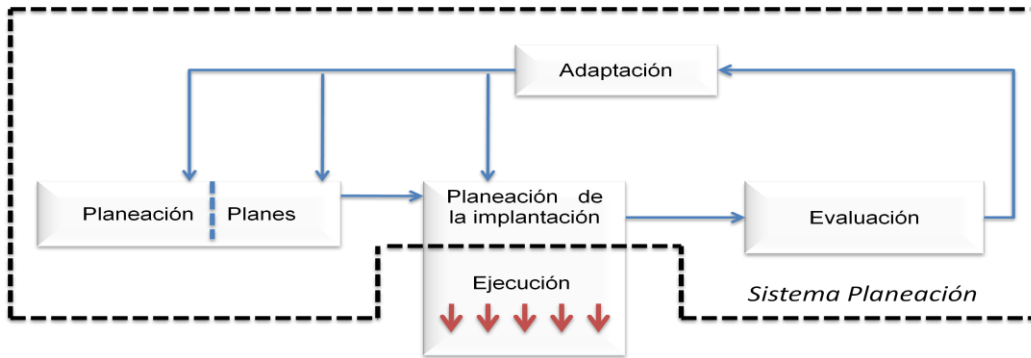 Adaptación
Planeación
Planes
Planeación de
la implantación
Evaluación
Ejecución
Sistema Planeación